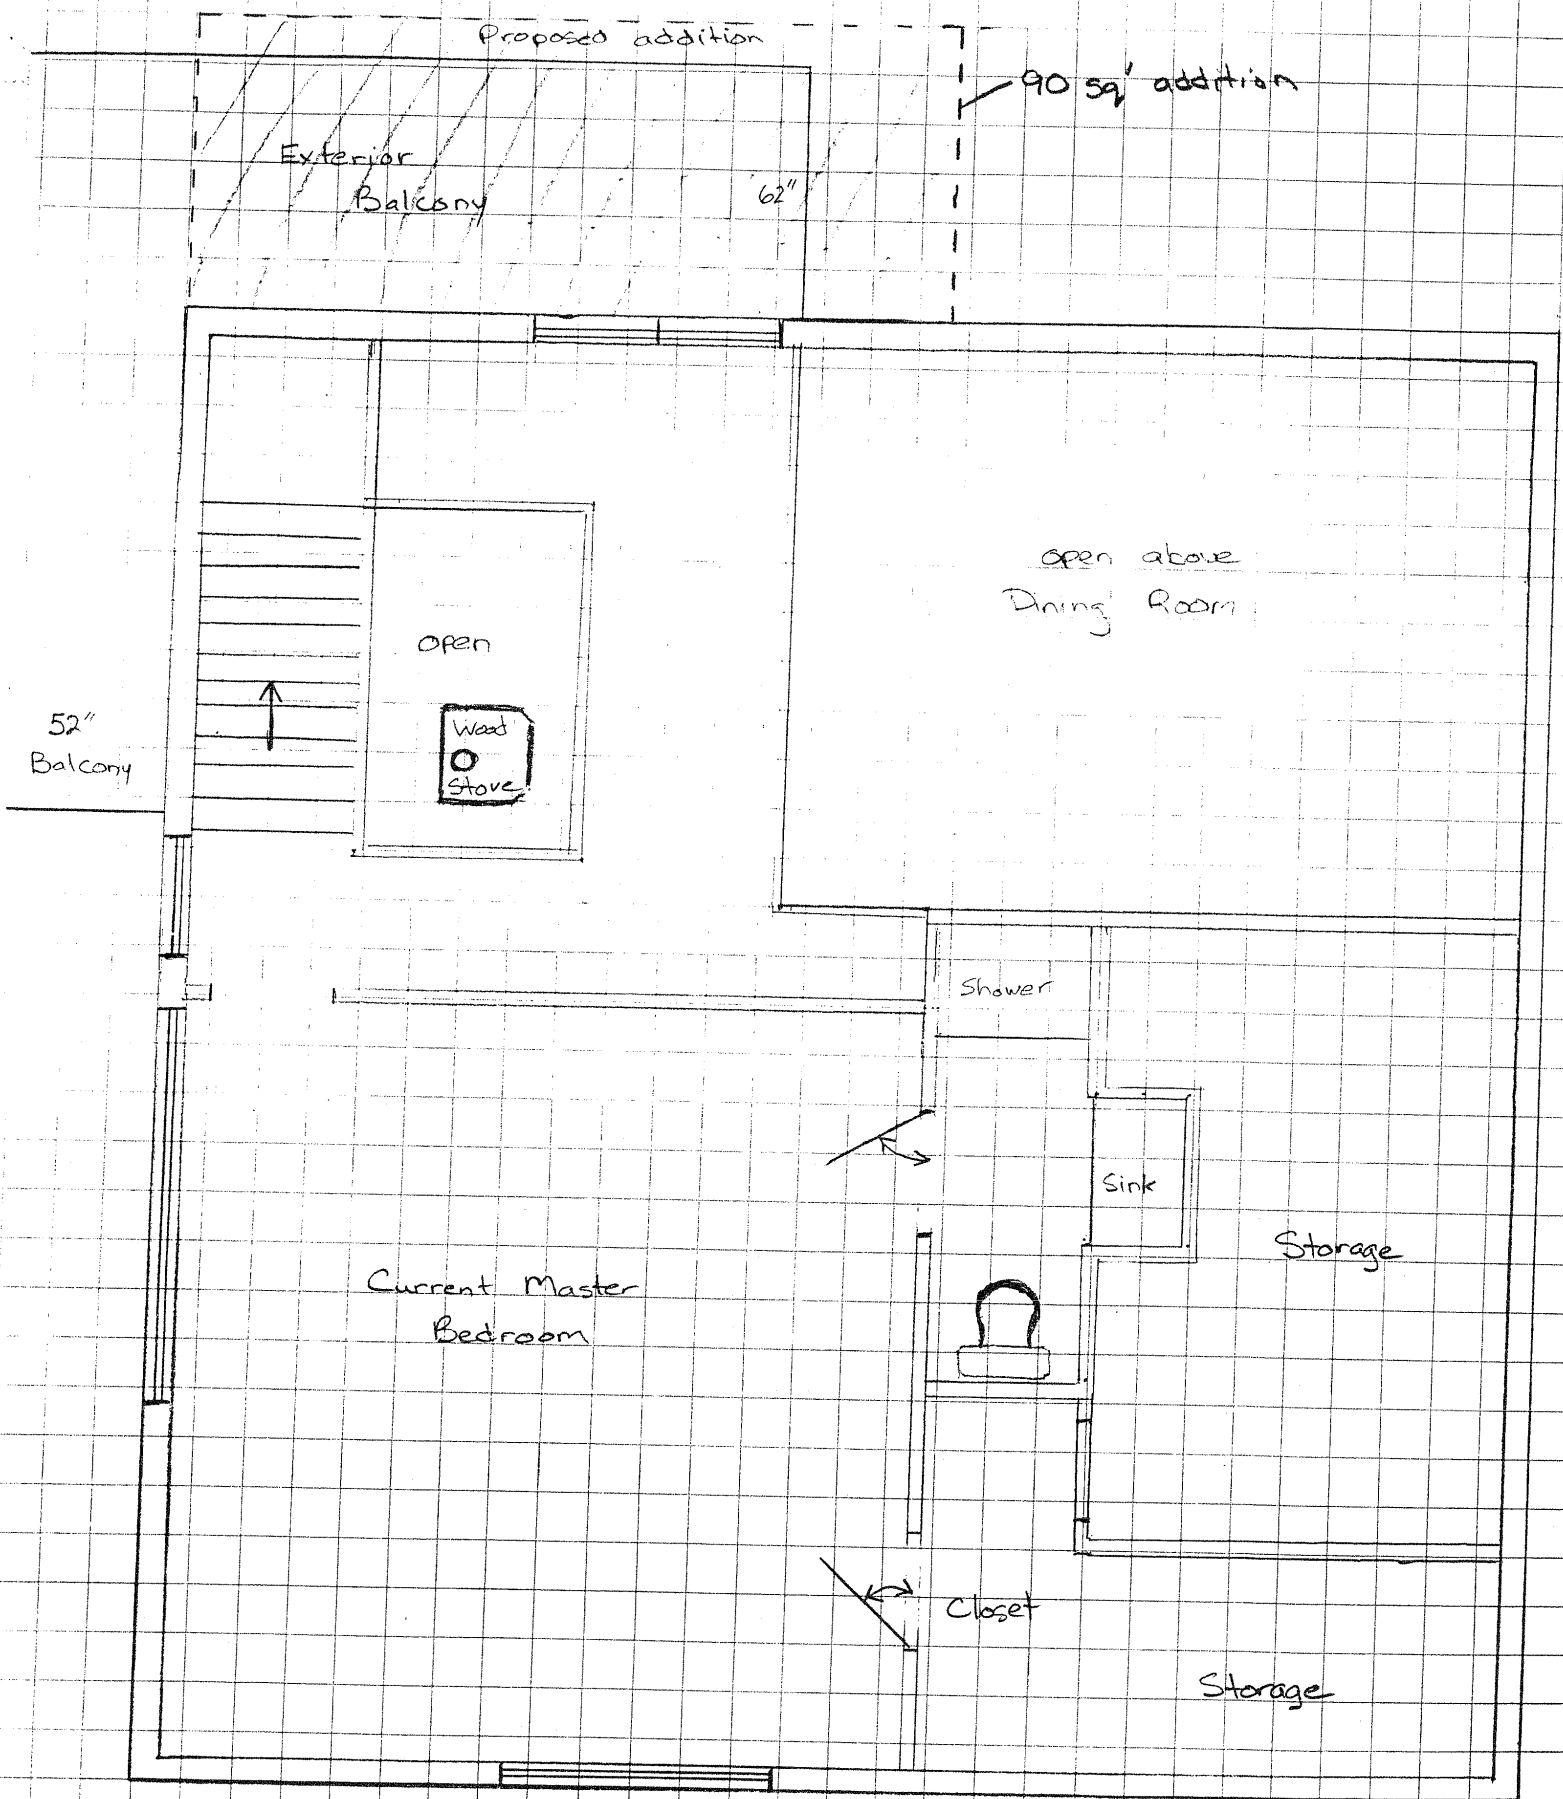 Proposed addition
90 sq' addition
Exterior
Balcony
62"
open above
Dining Room
open
Wood
Stove
52"
Balcony
Shower
Sink
Storage
Current Master
Bedroom
Closet
Storage